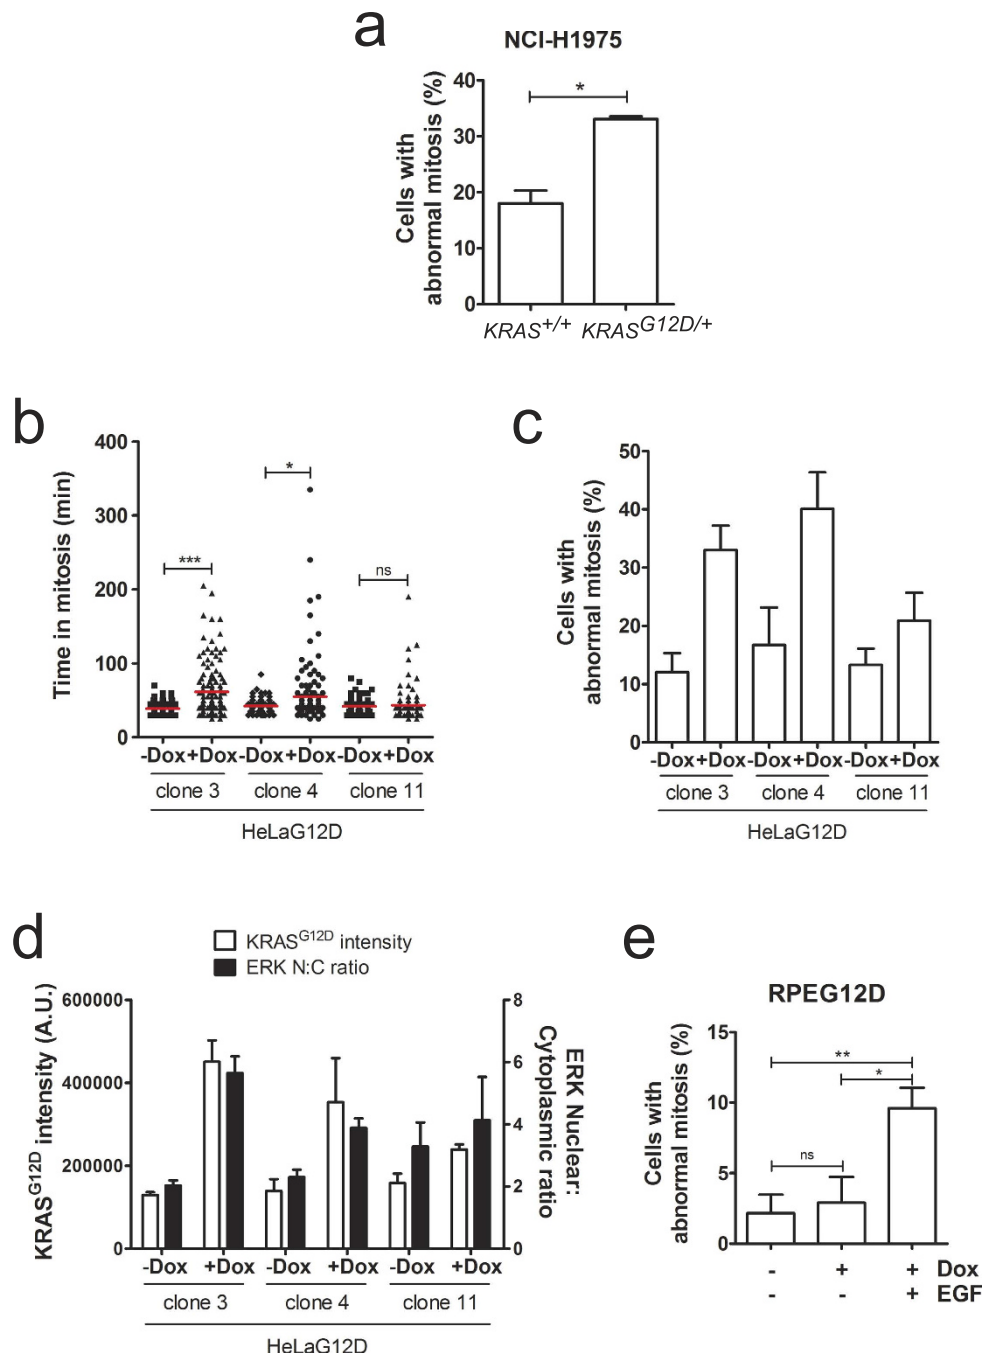 a
NCI-H1975
Cells with
abnormal mitosis (%)
40
30
20
10
0
*
KRAS+/+ KRASG12D/+
b
Time in mitosis (min)
400
300
200
100
0
*** * ns
-Dox +Dox -Dox +Dox -Dox +Dox
clone 3 clone 4 clone 11
HeLaG12D
c
Cells with
abnormal mitosis (%)
50
40
30
20
10
0
-Dox +Dox -Dox +Dox -Dox +Dox
clone 3 clone 4 clone 11
HeLaG12D
d
KRASG12D intensity
ERK N:C ratio
KRASG12D intensity (A.U.)
600000
400000
200000
0
8
6
4
2
0
ERK Nuclear:
Cytoplasmic ratio
-Dox +Dox -Dox +Dox -Dox +Dox
clone 3 clone 4 clone 11
HeLaG12D
e
RPEG12D
Cells with
abnormal mitosis (%)
15
10
5
0
**
*
ns
- + + Dox
- - + EGF